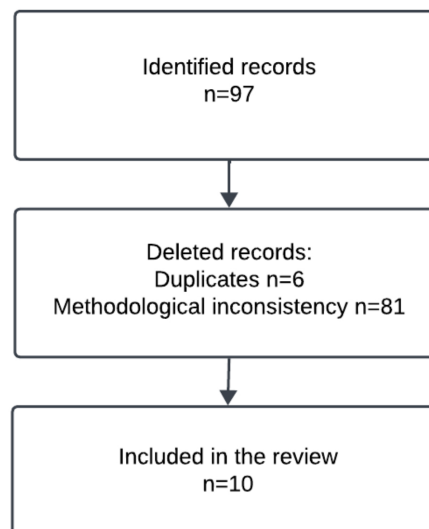 Identified records
n=97
Deleted records:
Duplicates n=6
Methodological inconsistency n=81
Included in the review
n=10